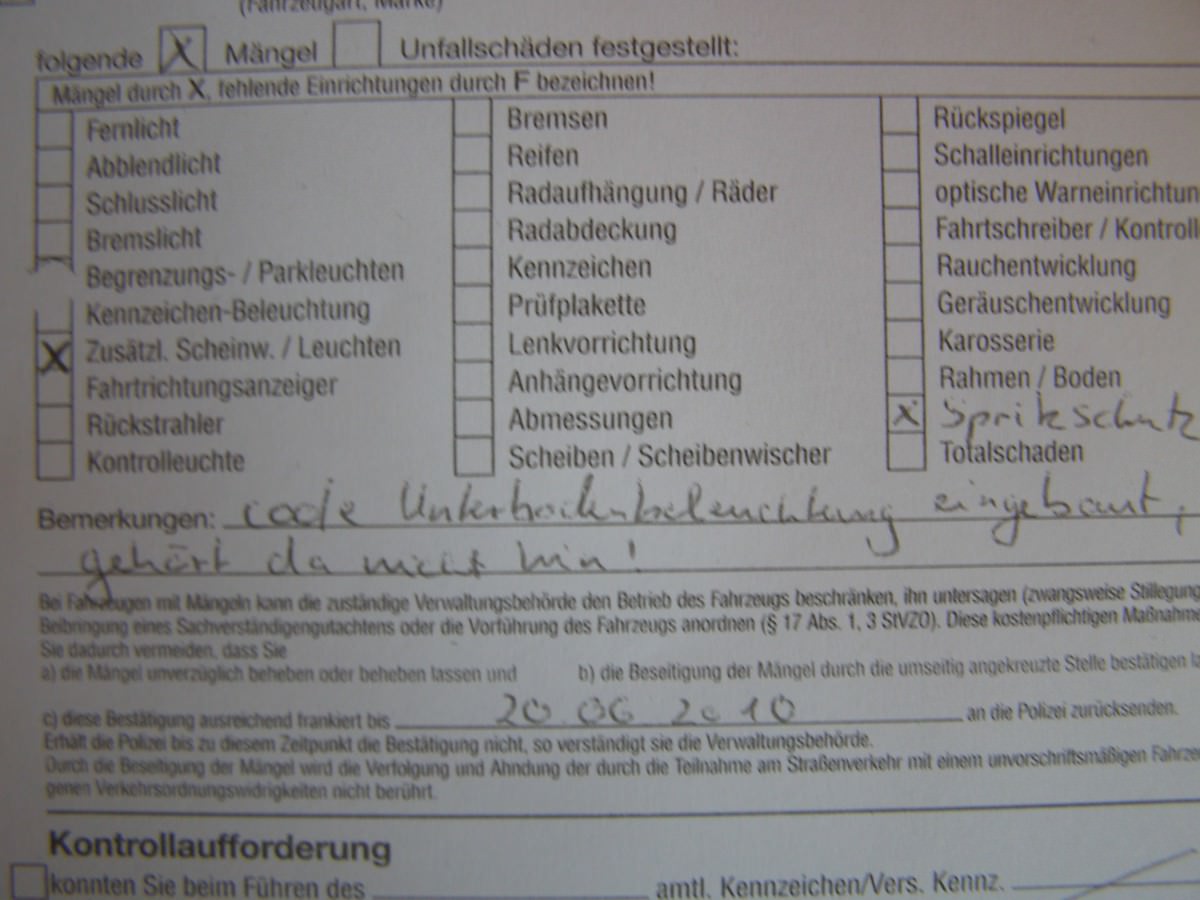 (Fahrzeugart, Marke)
folgende X Mängel Unfallschäden festgestellt:
Mängel durch X, fehlende Einrichtungen durch F bezeichnen!
Fernlicht
Abblendlicht
Schlusslicht
Bremslicht
Begrenzungs- / Parkleuchten
Kennzeichen-Beleuchtung
X Zusätzl. Scheinw. / Leuchten
Fahrtrichtungsanzeiger
Rückstrahler
Kontrolleuchte
Bremsen
Reifen
Radaufhängung / Räder
Radabdeckung
Kennzeichen
Prüfplakette
Lenkvorrichtung
Anhängevorrichtung
Abmessungen
Scheiben / Scheibenwischer
Rückspiegel
Schalleinrichtungen
optische Warneinrichtun
Fahrtschreiber / Kontroll
Rauchentwicklung
Geräuschentwicklung
Karosserie
Rahmen / Boden
X Spritzschutz
Totalschaden
Bemerkungen: eingebaut,
gehört da nicht hin!
Bei Fahrzeugen mit Mängeln kann die zuständige Verwaltungsbehörde den Betrieb des Fahrzeugs beschränken, ihn untersagen (zwangsweise Stillegung
Beibringung eines Sachverständigengutachtens oder die Vorführung des Fahrzeugs anordnen (§ 17 Abs. 1, 3 StVZO). Diese kostenpflichtigen Maßnahme
Sie dadurch vermeiden, dass Sie
a) die Mängel unverzüglich beheben oder beheben lassen und b) die Beseitigung der Mängel durch die umseitig angekreuzte Stelle bestätigen la
c) diese Bestätigung ausreichend frankiert bis 20.06.2010 an die Polizei zurücksenden.
Erhält die Polizei bis zu diesem Zeitpunkt die Bestätigung nicht, so verständigt sie die Verwaltungsbehörde.
Durch die Beseitigung der Mängel wird die Verfolgung und Ahndung der durch die Teilnahme am Straßenverkehr mit einem unvorschriftsmäßigen Fahrze
genen Verkehrsordnungswidrigkeiten nicht berührt.
Kontrollaufforderung
konnten Sie beim Führen des amtl. Kennzeichen/Vers. Kennz.